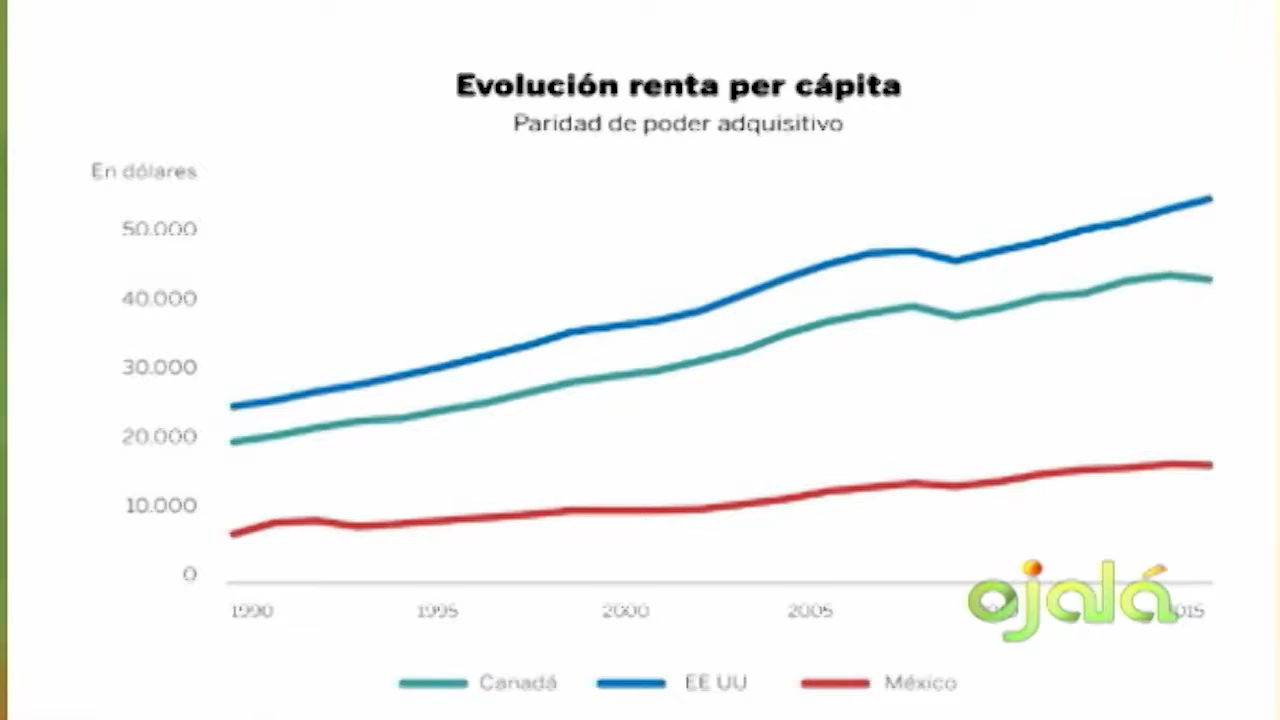 Evolución renta per cápita
Paridad de poder adquisitivo
En dólares
50.000
40.000
30.000
20.000
10.000
0
1990 1995 2000 2005
ojalá
Canadá EE UU México